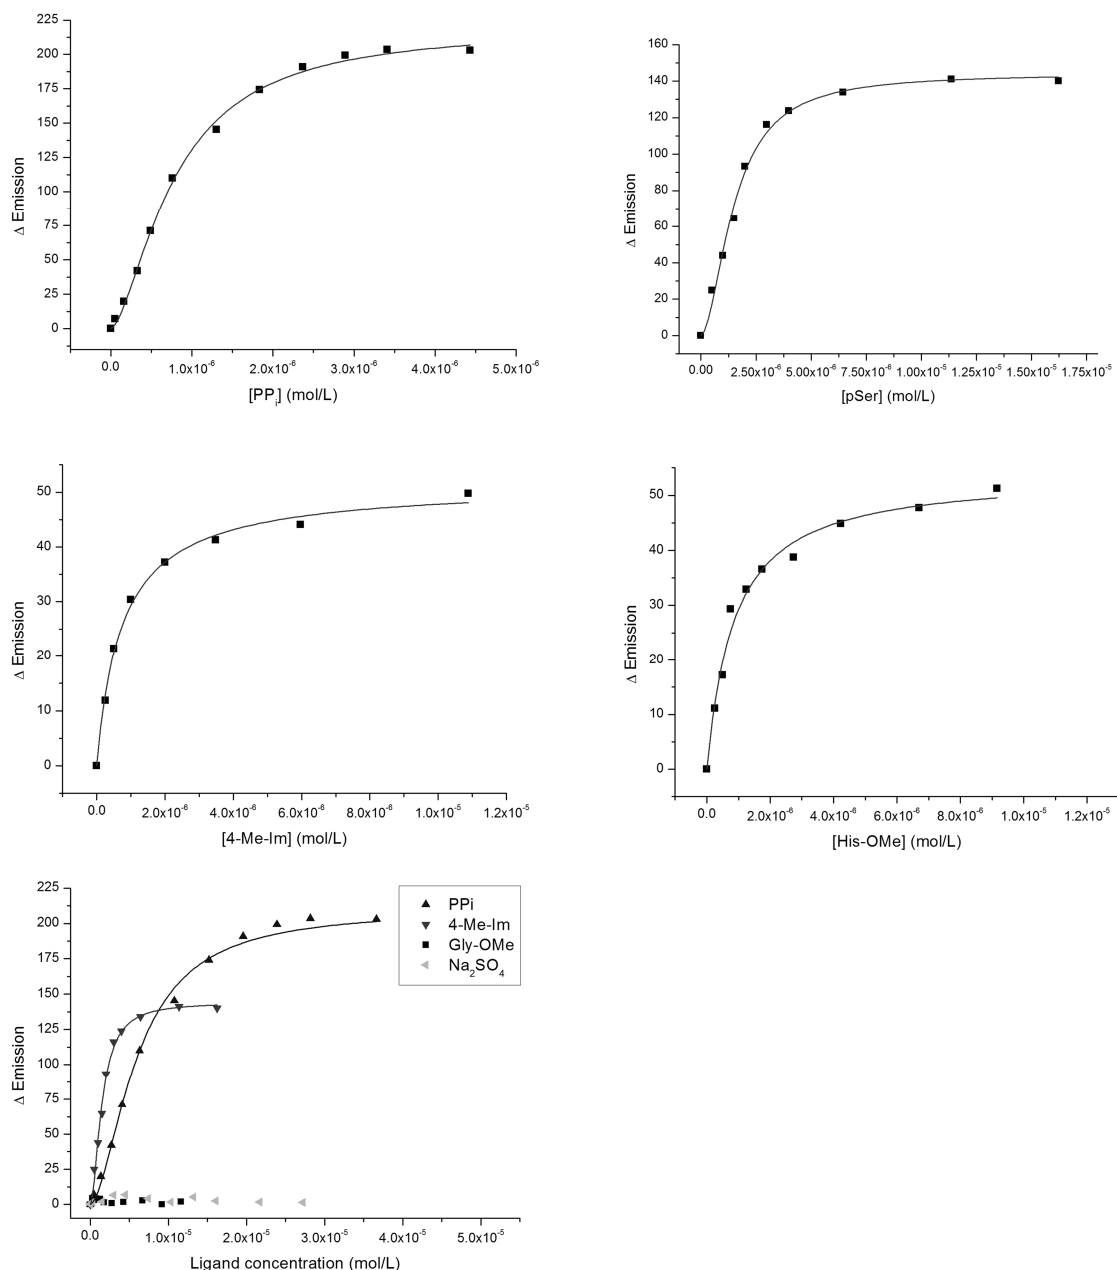 225
200
175
150
125
100
75
50
25
0
Δ Emission
0.0 1.0x10⁻⁶ 2.0x10⁻⁶ 3.0x10⁻⁶ 4.0x10⁻⁶ 5.0x10⁻⁶
[PPᵢ] (mol/L)
160
140
120
100
80
60
40
20
0
Δ Emission
0.00 2.50x10⁻⁶ 5.00x10⁻⁶ 7.50x10⁻⁶ 1.00x10⁻⁵ 1.25x10⁻⁵ 1.50x10⁻⁵ 1.75x10⁻⁵
[pSer] (mol/L)
50
40
30
20
10
0
Δ Emission
0.0 2.0x10⁻⁶ 4.0x10⁻⁶ 6.0x10⁻⁶ 8.0x10⁻⁶ 1.0x10⁻⁵ 1.2x10⁻⁵
[4-Me-Im] (mol/L)
50
40
30
20
10
0
Δ Emission
0.0 2.0x10⁻⁶ 4.0x10⁻⁶ 6.0x10⁻⁶ 8.0x10⁻⁶ 1.0x10⁻⁵ 1.2x10⁻⁵
[His-OMe] (mol/L)
225
200
175
150
125
100
75
50
25
0
Δ Emission
PPi
4-Me-Im
Gly-OMe
Na₂SO₄
0.0 1.0x10⁻⁵ 2.0x10⁻⁵ 3.0x10⁻⁵ 4.0x10⁻⁵ 5.0x10⁻⁵
Ligand concentration (mol/L)